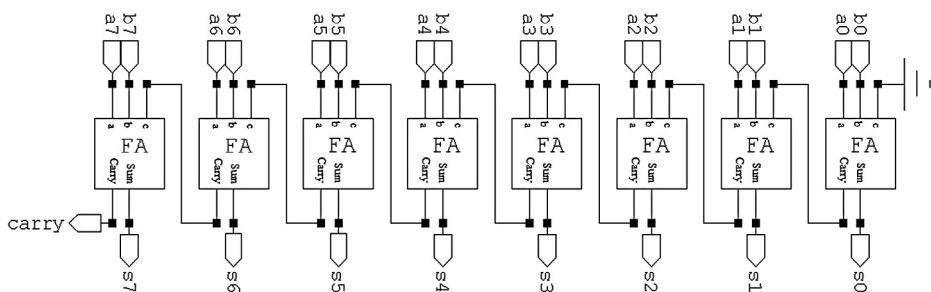 b7 b6 b5 b4 b3 b2 b1 b0
a7 a6 a5 a4 a3 a2 a1 a0
a b c a b c a b c a b c a b c a b c a b c a b c
FA FA FA FA FA FA FA FA
Carry Sum Carry Sum Carry Sum Carry Sum Carry Sum Carry Sum Carry Sum Carry Sum
carry
s7 s6 s5 s4 s3 s2 s1 s0